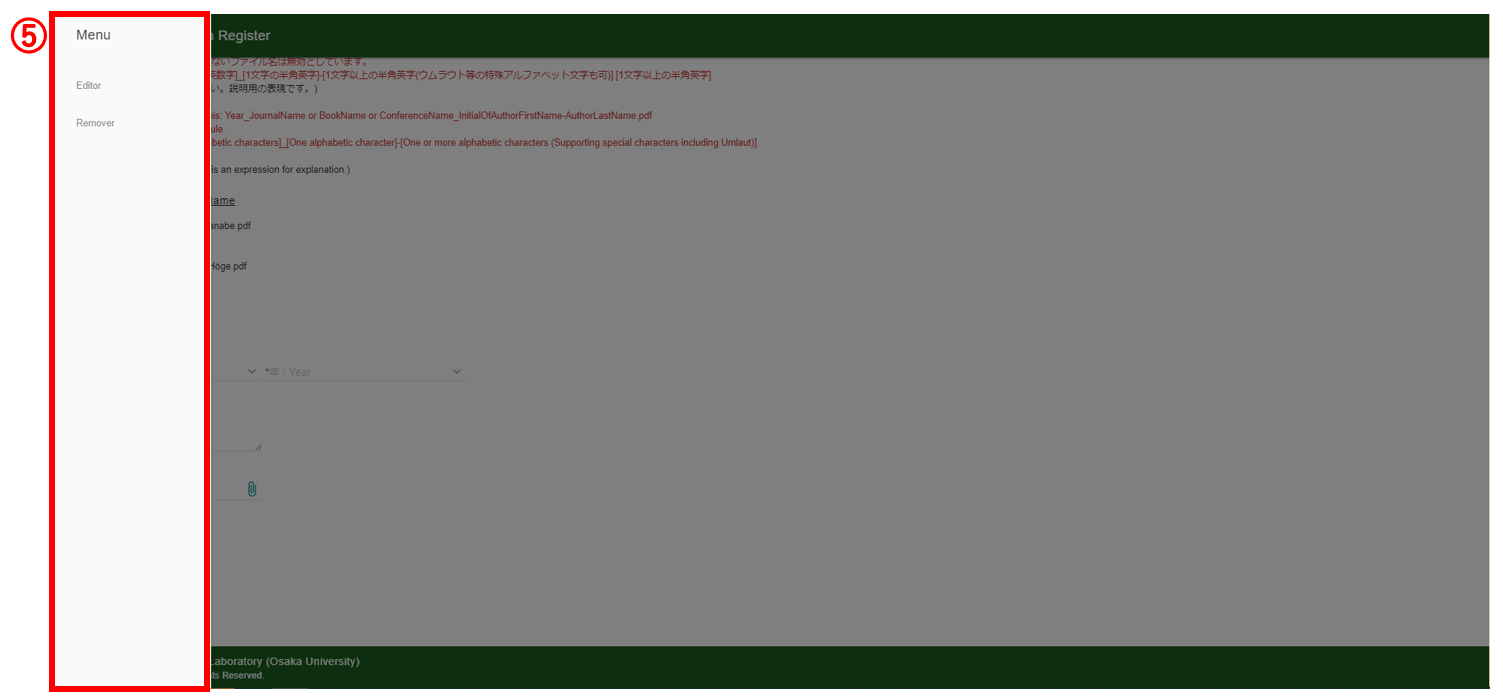 ⑤
Menu
Register
Editor
Remover
ないファイル名は無効としています。
英数字]_[1文字の半角英字]-[1文字以上の半角英字(ウムラウト等の特殊アルファベット文字も可)].[1文字以上の半角英字]
い。説明用の表現です。)
his: Year_JournalName or BookName or ConferenceName_InitialOfAuthorFirstName-AuthorLastName.pdf
ule.
betic characters]_[One alphabetic character]-[One or more alphabetic characters (Supporting special characters including Umlaut)].
is an expression for explanation.)
lame
anabe.pdf
Höge.pdf
*年 / Year
Laboratory (Osaka University)
ts Reserved.